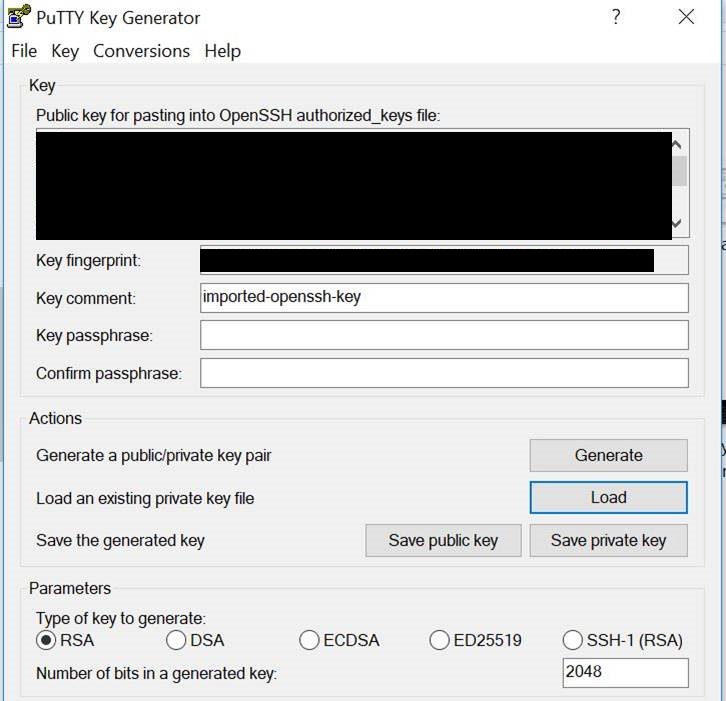 PuTTY Key Generator ?
File Key Conversions Help
Key
Public key for pasting into OpenSSH authorized_keys file:
Key fingerprint:
Key comment: imported-openssh-key
Key passphrase:
Confirm passphrase:
Actions
Generate a public/private key pair Generate
Load an existing private key file Load
Save the generated key Save public key Save private key
Parameters
Type of key to generate:
RSA DSA ECDSA ED25519 SSH-1 (RSA)
Number of bits in a generated key: 2048